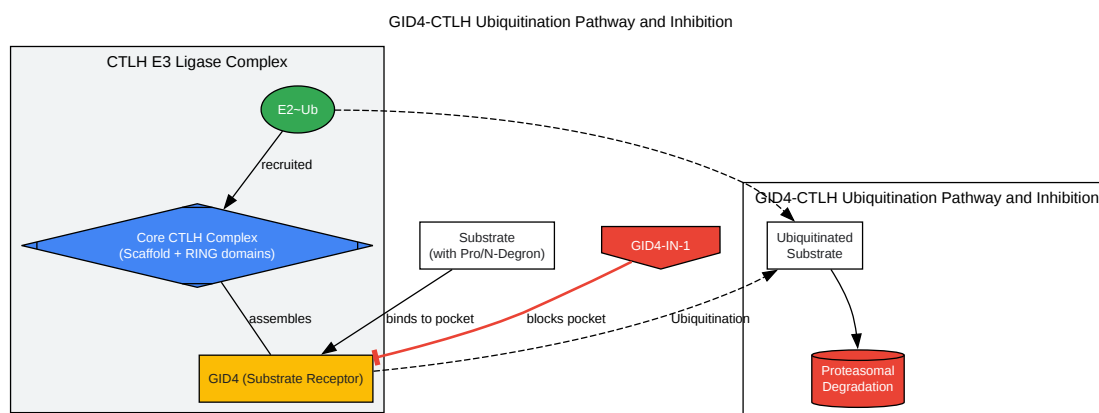 GID4-CTLH Ubiquitination Pathway and Inhibition
CTLH E3 Ligase Complex
E2~Ub
recruited
GID4-CTLH Ubiquitination Pathway and Inhibition
Core CTLH Complex
(Scaffold + RING domains)
Substrate
(with Pro/N-Degron)
GID4-IN-1
Ubiquitinated
Substrate
assembles
binds to pocket
blocks pocket
Ubiquitination
GID4 (Substrate Receptor)
Proteasomal
Degradation